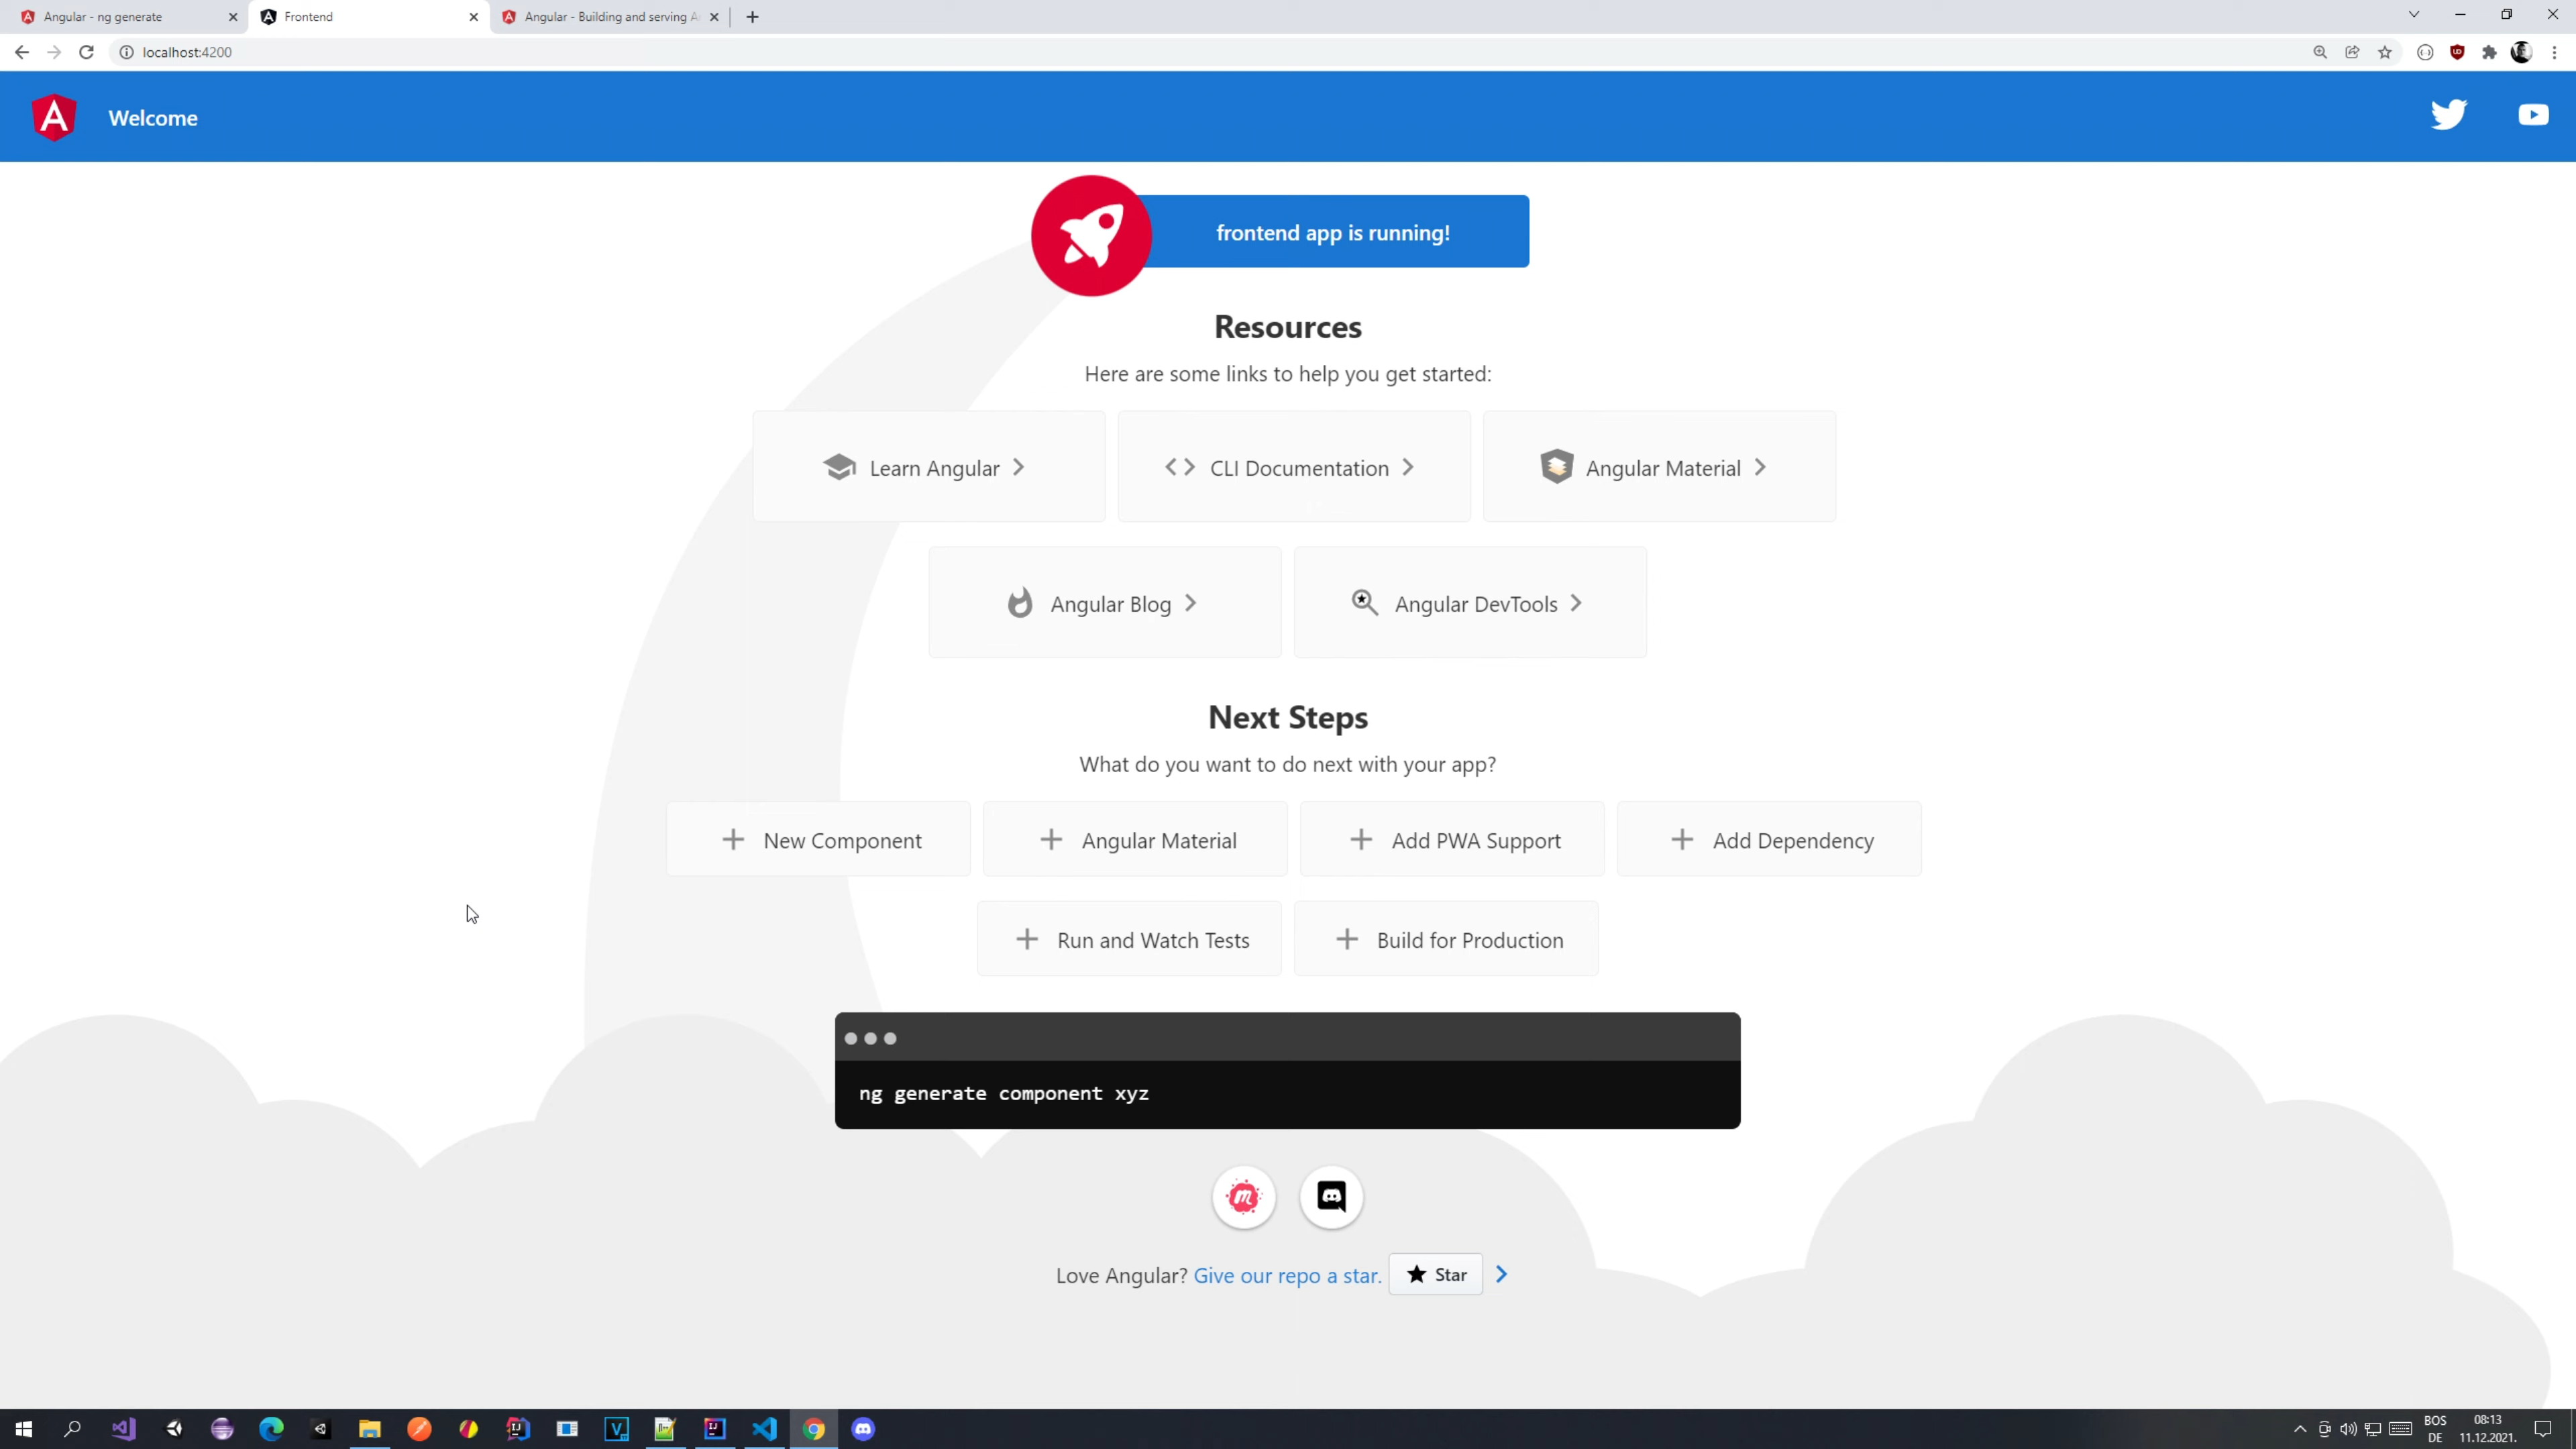 Angular - ng generate
Frontend
Angular - Building and serving A
localhost:4200
Welcome
frontend app is running!
Resources
Here are some links to help you get started:
Learn Angular
CLI Documentation
Angular Material
Angular Blog
Angular DevTools
Next Steps
What do you want to do next with your app?
New Component
Angular Material
Add PWA Support
Add Dependency
Run and Watch Tests
Build for Production
ng generate component xyz
Love Angular? Give our repo a star. Star
BOS 08:13
DE 11.12.2021.